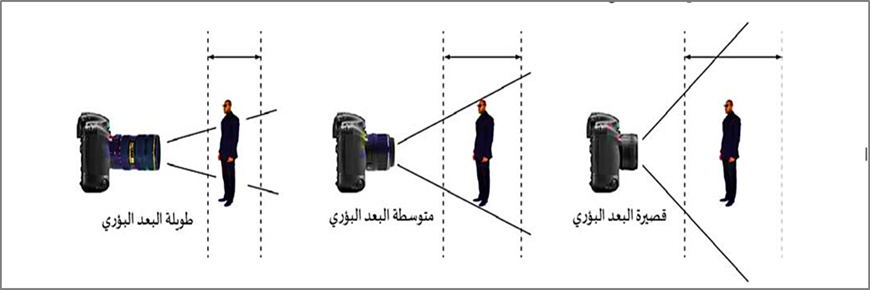 قصيرة البعد البؤري
متوسطة البعد البؤري
طويلة البعد البؤري